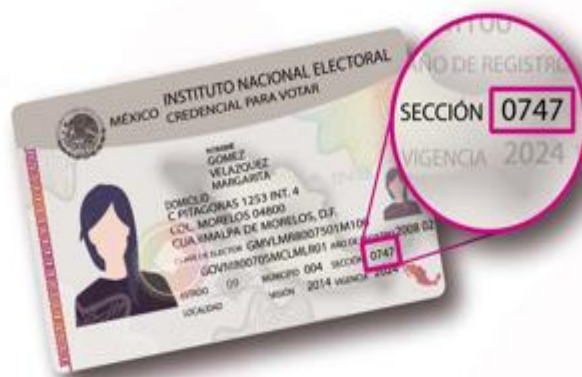 MÉXICO INSTITUTO NACIONAL ELECTORAL
CREDENCIAL PARA VOTAR
NOMBRE
GOMEZ
VELAZQUEZ
MARGARITA
DOMICILIO
C PITAGORAS 1253 INT. 4
COL. MORELOS 04800
CUAJIMALPA DE MORELOS, D.F.
CLAVE DE ELECTOR GMVLMR8007501M100
AÑO DE REGISTRO 2008 02
ESTADO 09 MUNICIPIO 004 SECCIÓN 0747
LOCALIDAD EMISIÓN 2014 VIGENCIA 2024
AÑO DE REGISTRO
SECCIÓN 0747
VIGENCIA 2024